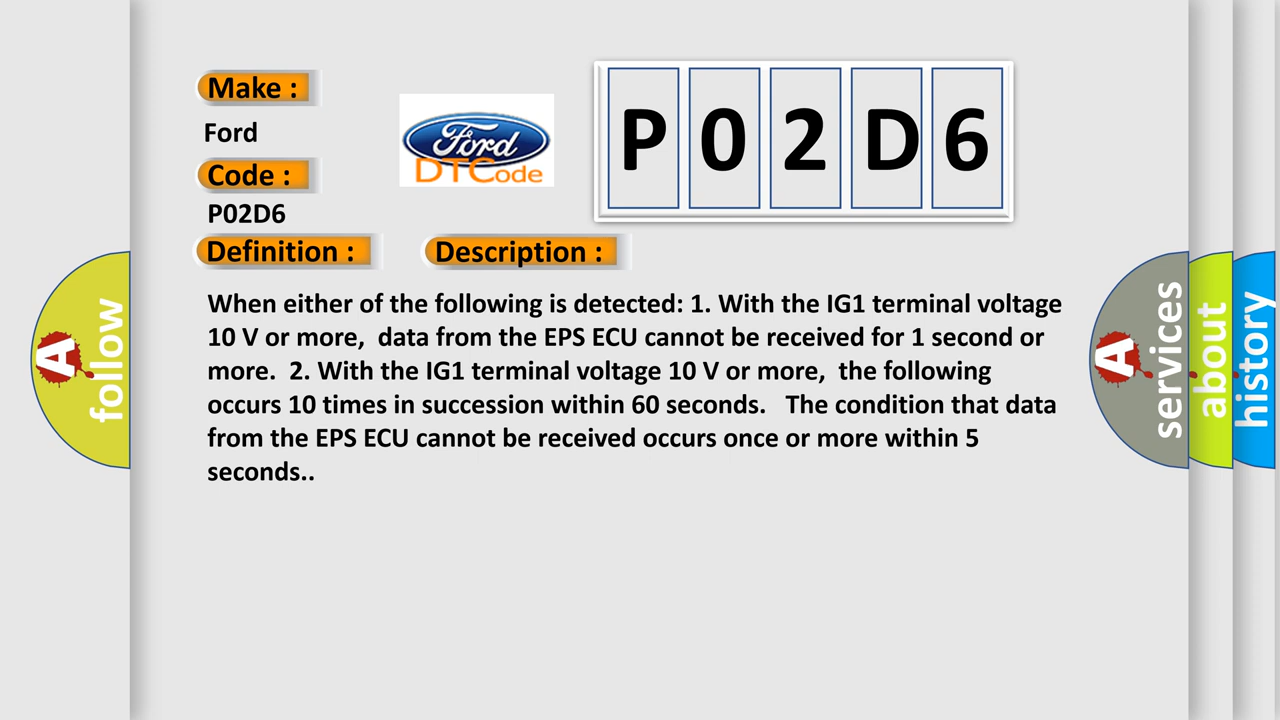 Make :
Ford
Code :
P02D6
Ford
DTCode
P02D6
Definition :
Description :
When either of the following is detected: 1. With the IG1 terminal voltage
10 V or more,  data from the EPS ECU cannot be received for 1 second or
more.  2. With the IG1 terminal voltage 10 V or more,  the following
occurs 10 times in succession within 60 seconds.   The condition that data
from the EPS ECU cannot be received occurs once or more within 5
seconds..
A
follow
A
services
about
history